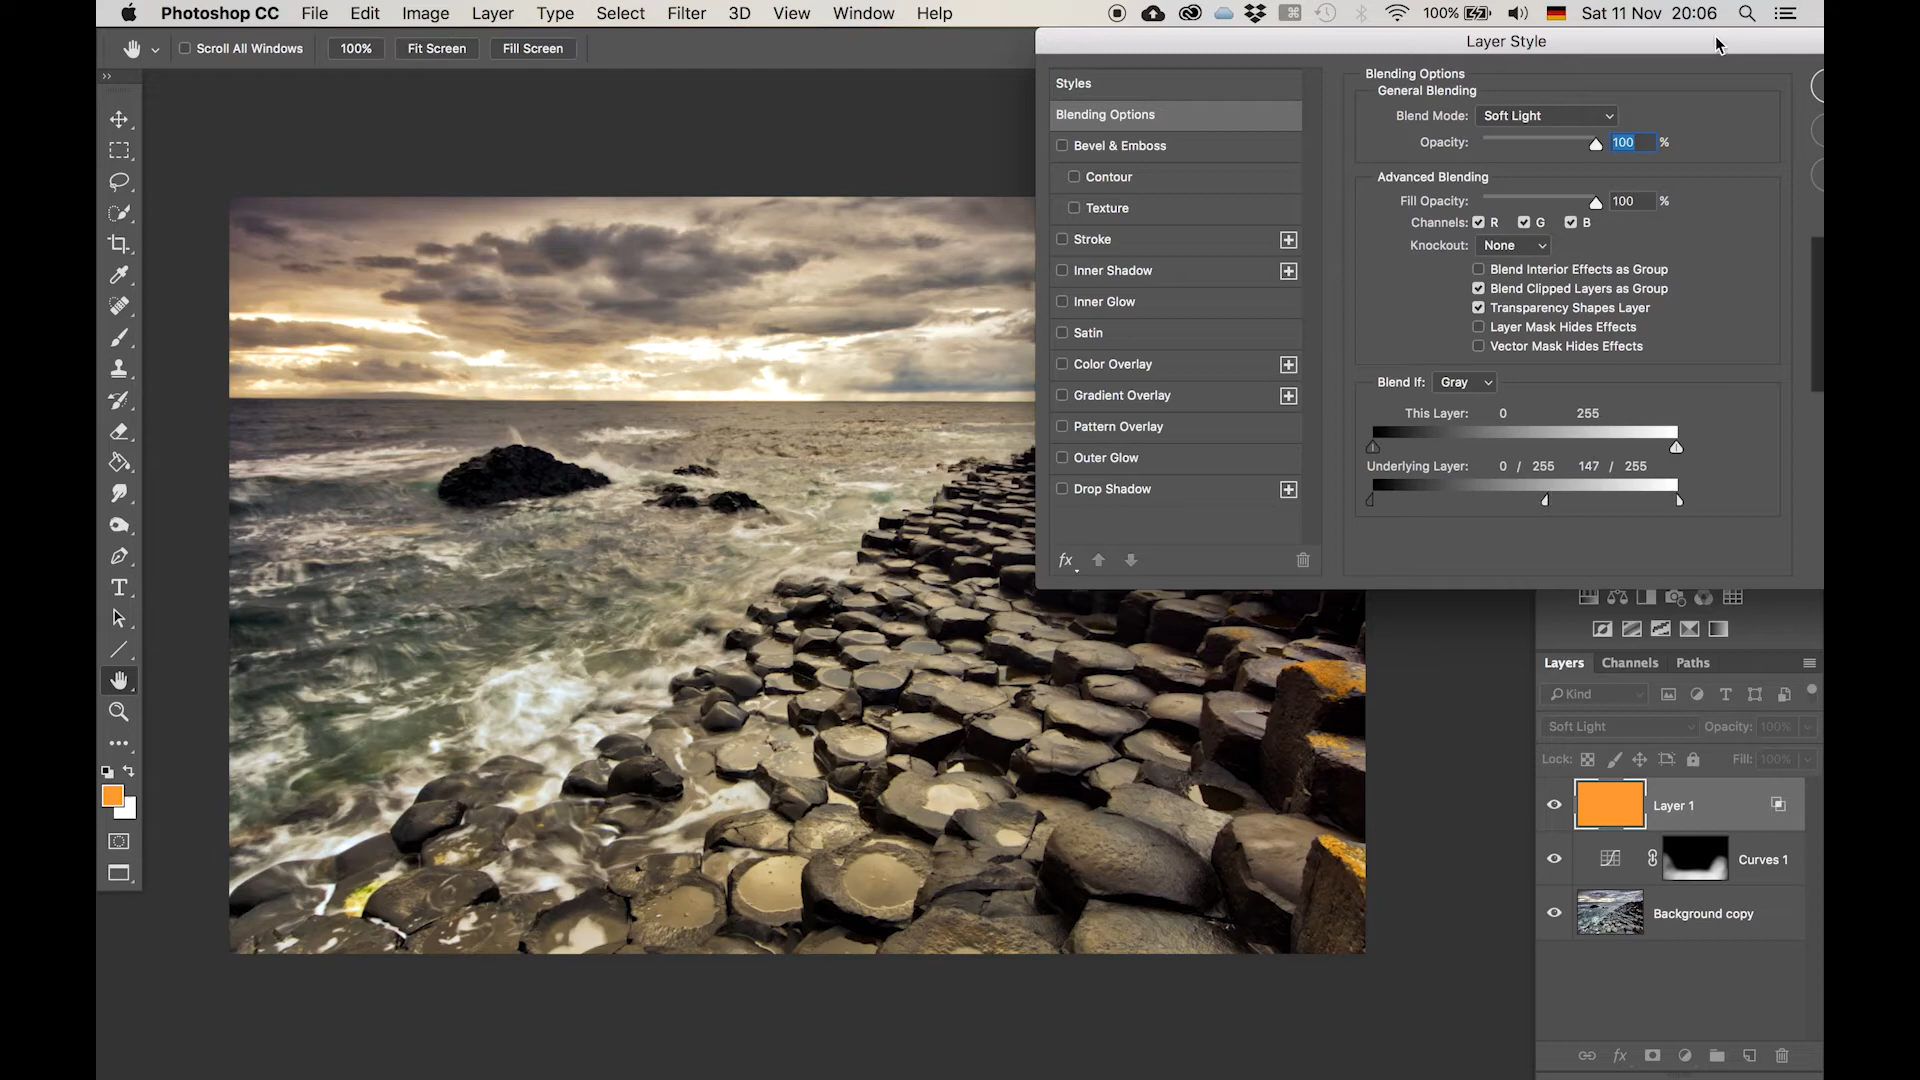 Photoshop CC File Edit Image Layer Type Select Filter 3D View Window Help 100% Sat 11 Nov 20:06
Scroll All Windows 100% Fit Screen Fill Screen
Layer Style
Styles
Blending Options
Bevel & Emboss
Contour
Texture
Stroke
Inner Shadow
Inner Glow
Satin
Color Overlay
Gradient Overlay
Pattern Overlay
Outer Glow
Drop Shadow
fx
Blending Options
General Blending
Blend Mode: Soft Light
Opacity: 100 %
Advanced Blending
Fill Opacity: 100 %
Channels: R G B
Knockout: None
Blend Interior Effects as Group
Blend Clipped Layers as Group
Transparency Shapes Layer
Layer Mask Hides Effects
Vector Mask Hides Effects
Blend If: Gray
This Layer: 0 255
Underlying Layer: 0 / 255 147 / 255
Layers Channels Paths
Kind
Soft Light Opacity: 100%
Lock: Fill: 100%
Layer 1
Curves 1
Background copy
fx